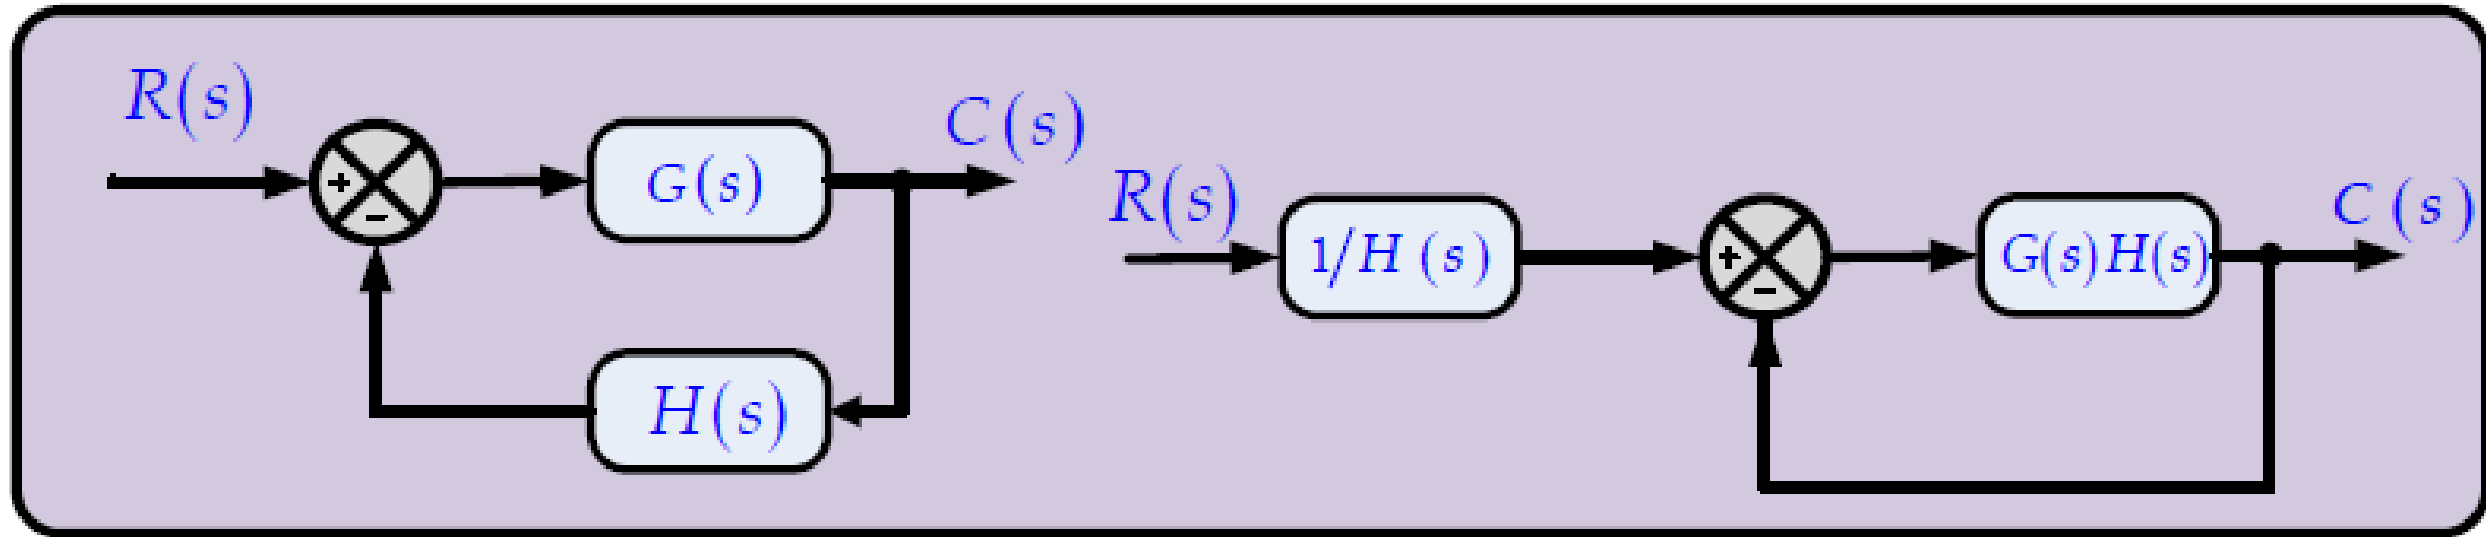 R(s)
+
−
G(s)
C(s)
H(s)
R(s)
1/H (s)
+
−
G(s)H(s)
C (s)